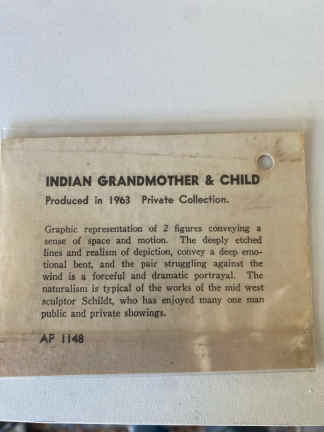 INDIAN GRANDMOTHER & CHILD
Produced in 1963 Private Collection.
Graphic representation of 2 figures conveying a
sense of space and motion. The deeply etched
lines and realism of depiction, convey a deep emo-
tional bent, and the pair struggling against the
wind is a forceful and dramatic portrayal. The
naturalism is typical of the works of the mid west
sculptor Schildt, who has enjoyed many one man
public and private showings.
AP 1148